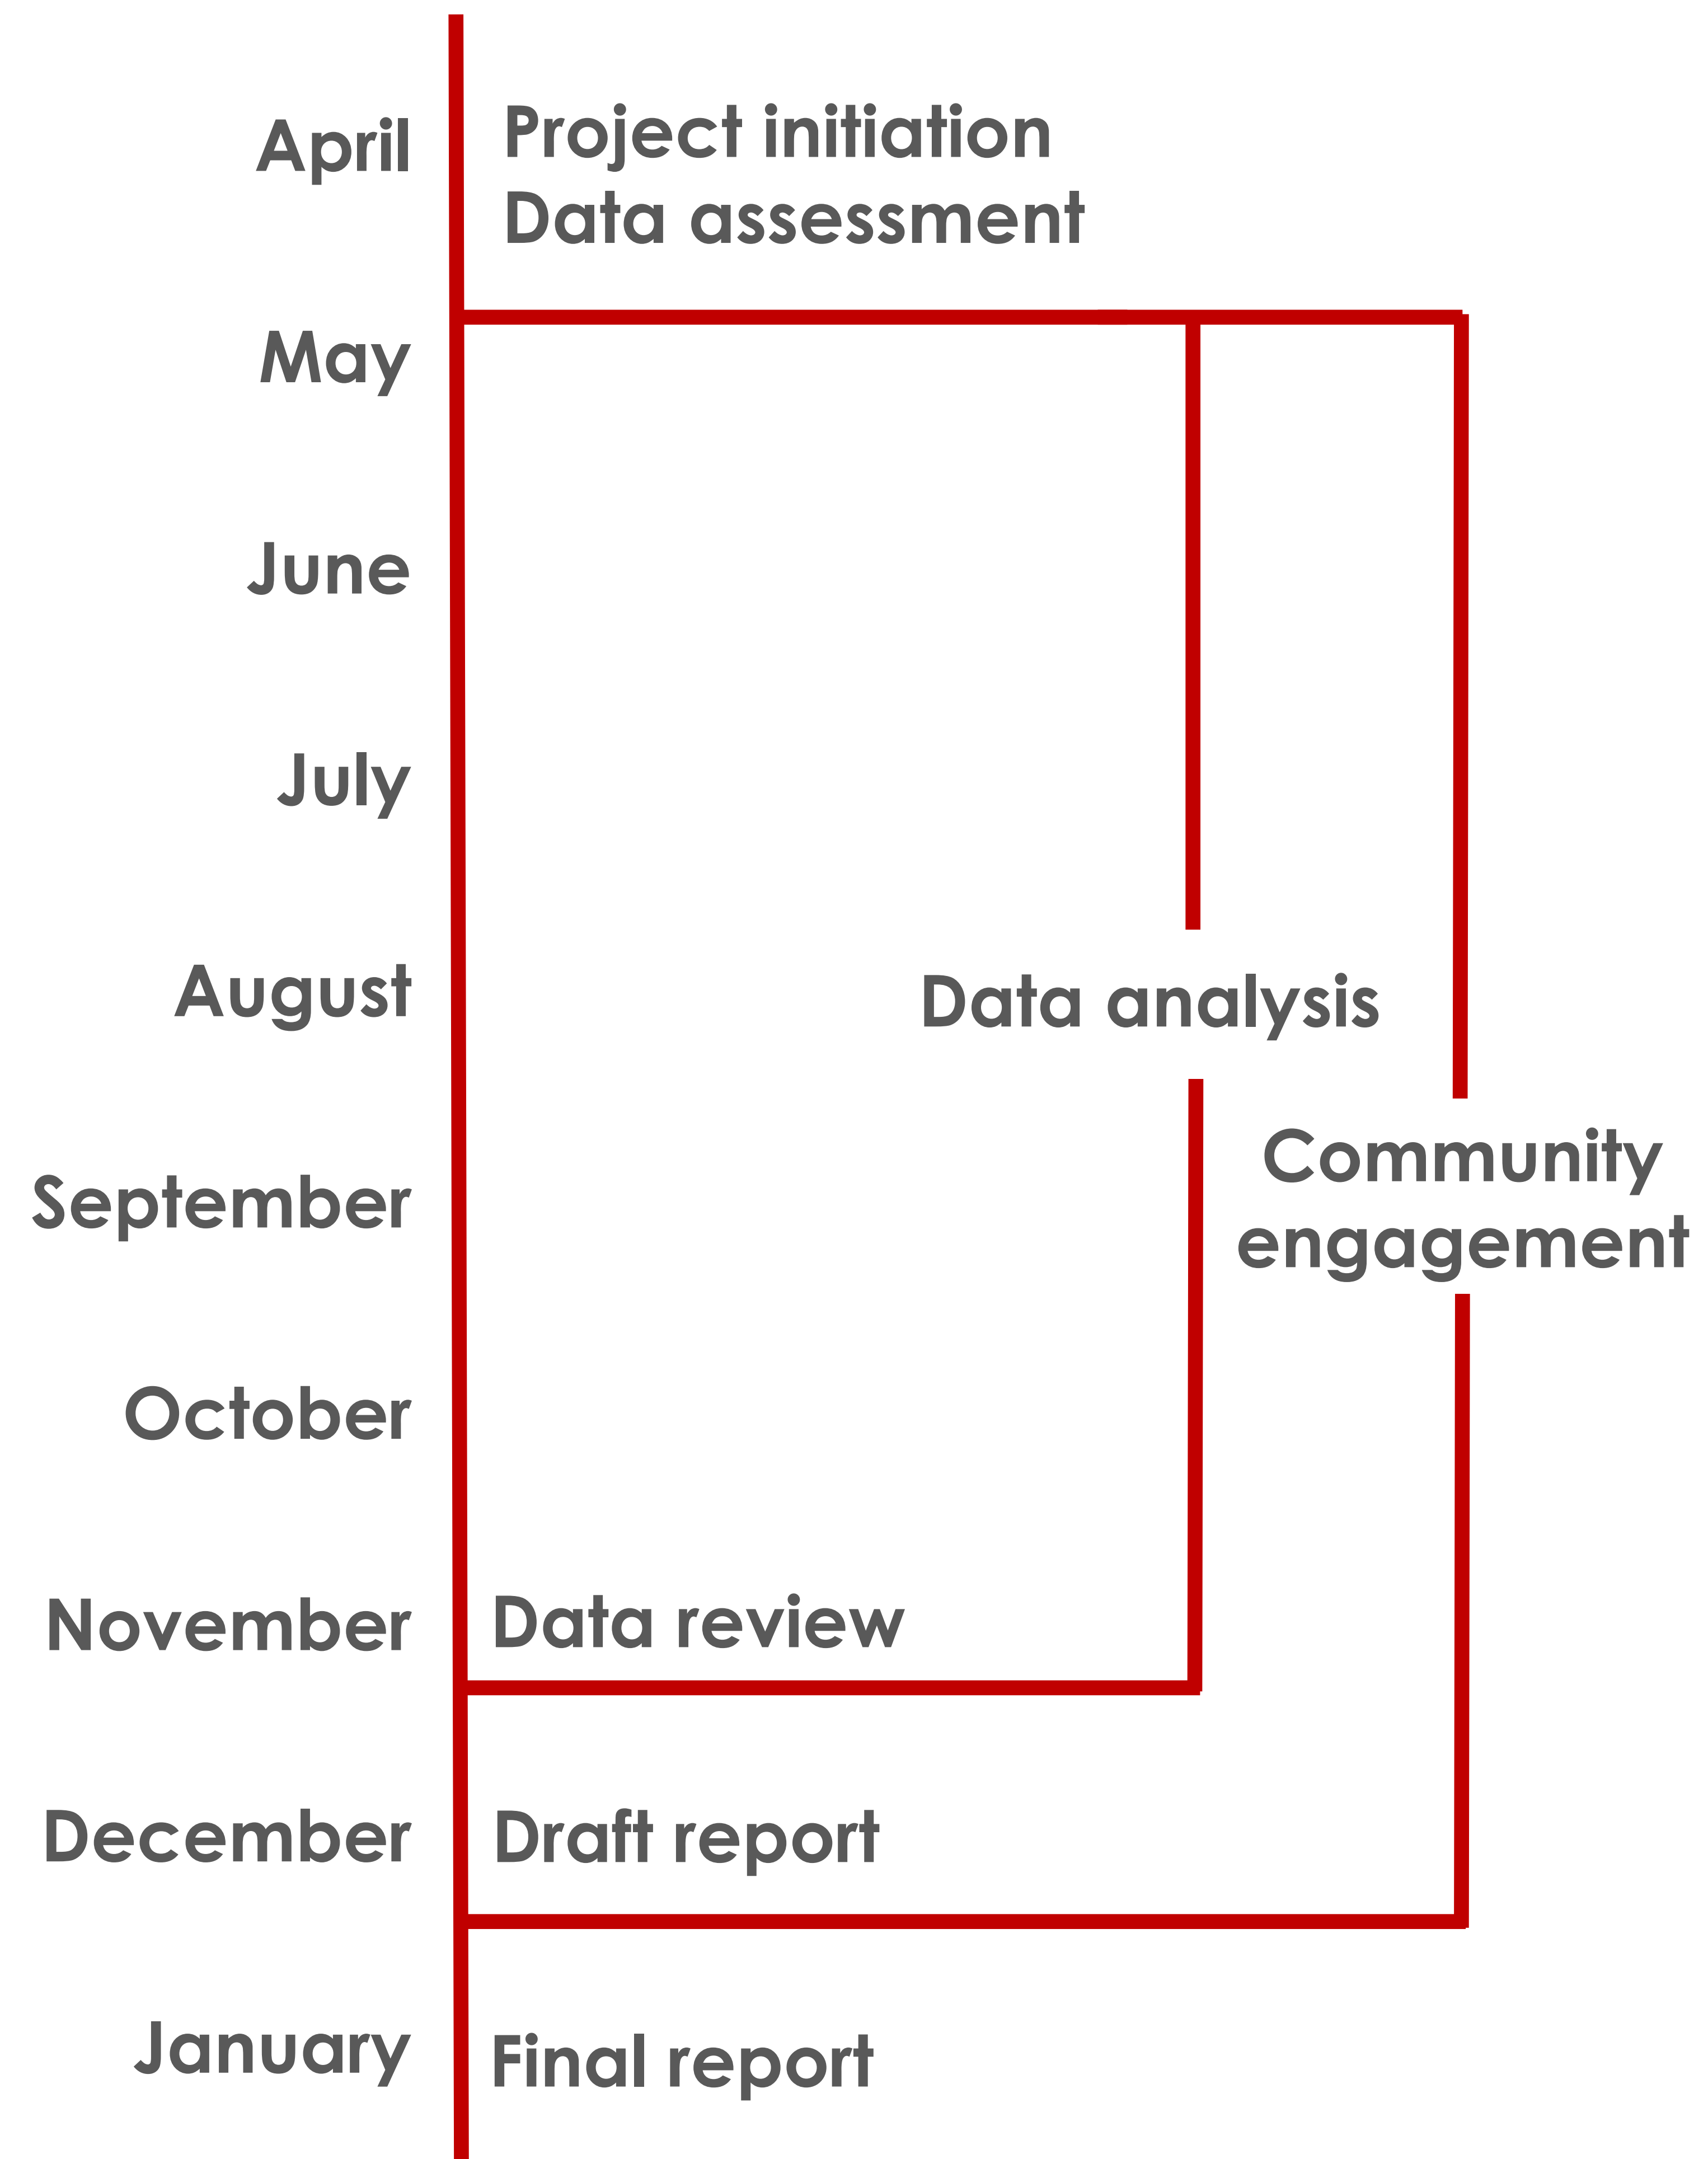 April
Project initiation
Data assessment
May
June
July
August
Data analysis
September
Community
engagement
October
November
Data review
December
Draft report
January
Final report